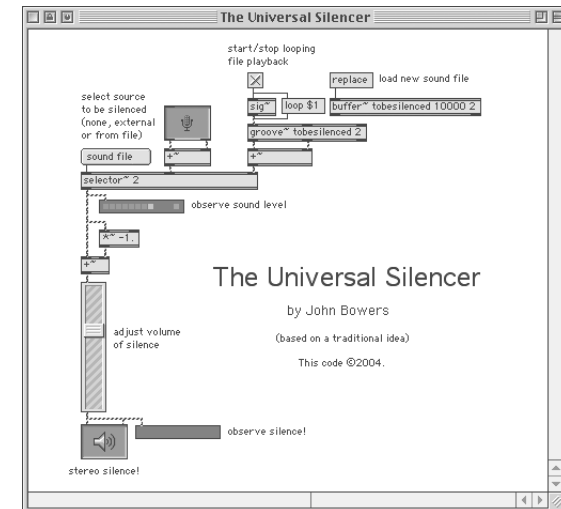 The Universal Silencer
start/stop looping
file playback
replace
load new sound file
select source
to be silenced
(none, external
or from file)
sig~
loop $1
buffer~ tobesilenced 10000 2
groove~ tobesilenced 2
sound file
+~
+~
selector~ 2
observe sound level
*~ -1.
+~
The Universal Silencer
by John Bowers
(based on a traditional idea)
This code ©2004.
adjust volume
of silence
observe silence!
stereo silence!